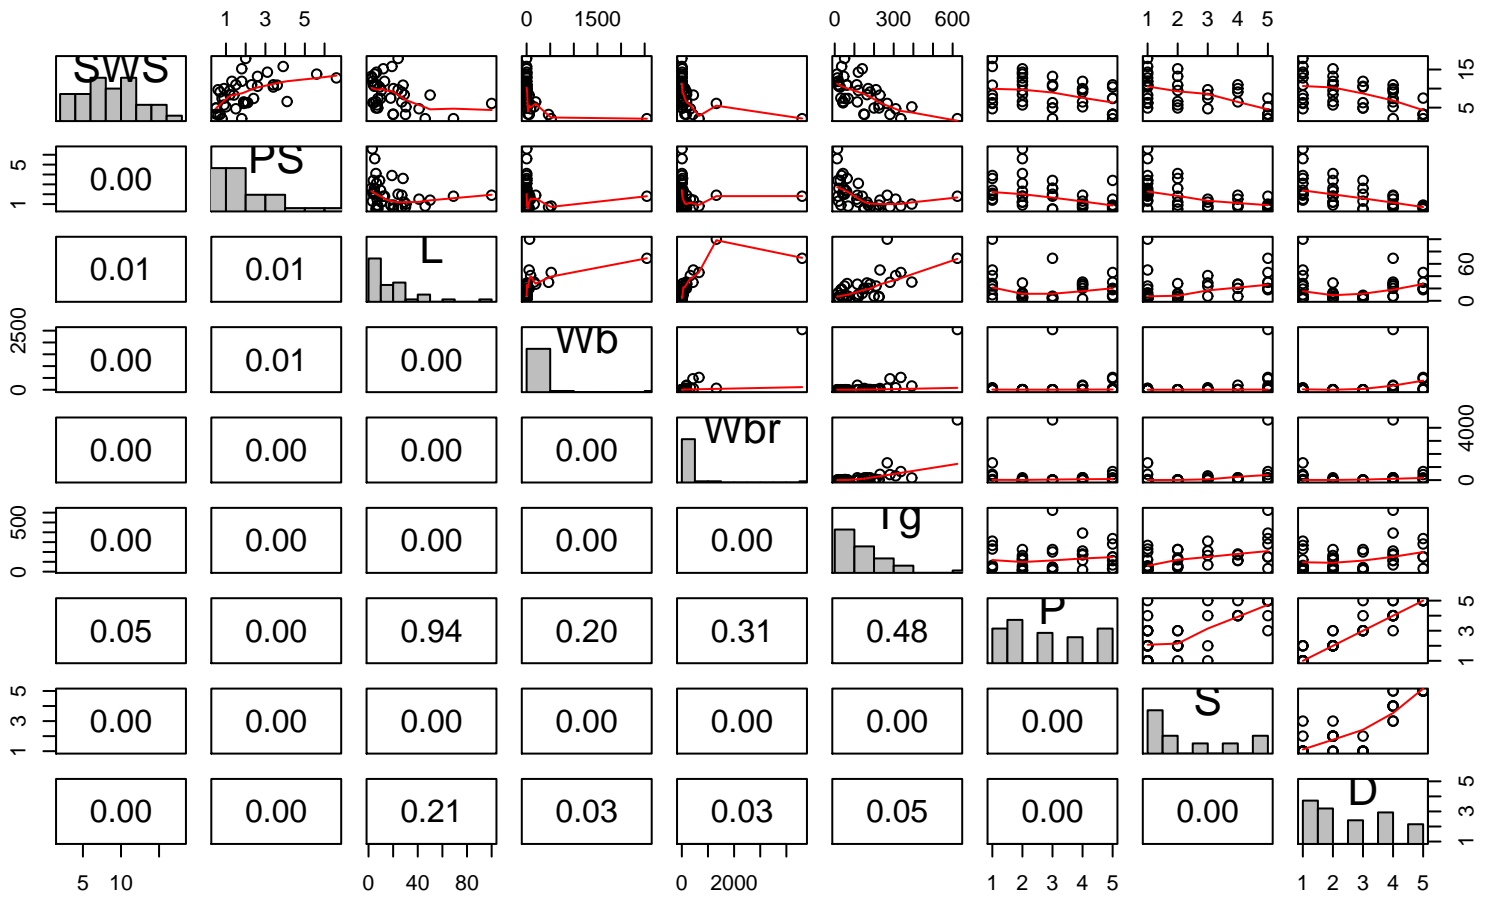 1 3 5 0 1500 0 300 600 1 2 3 4 5
SWS 5 15
1 5 0.00 PS
0.01 0.01 L 0 60
0 2500 0.00 0.01 0.00 Wb
0.00 0.00 0.00 0.00 Wbr 0 4000
0 500 0.00 0.00 0.00 0.00 0.00 Tg
0.05 0.00 0.94 0.20 0.31 0.48 P 1 3 5
1 3 5 0.00 0.00 0.00 0.00 0.00 0.00 0.00 S
0.00 0.00 0.21 0.03 0.03 0.05 0.00 0.00 D 1 3 5
5 10 0 40 80 0 2000 1 2 3 4 5 1 2 3 4 5